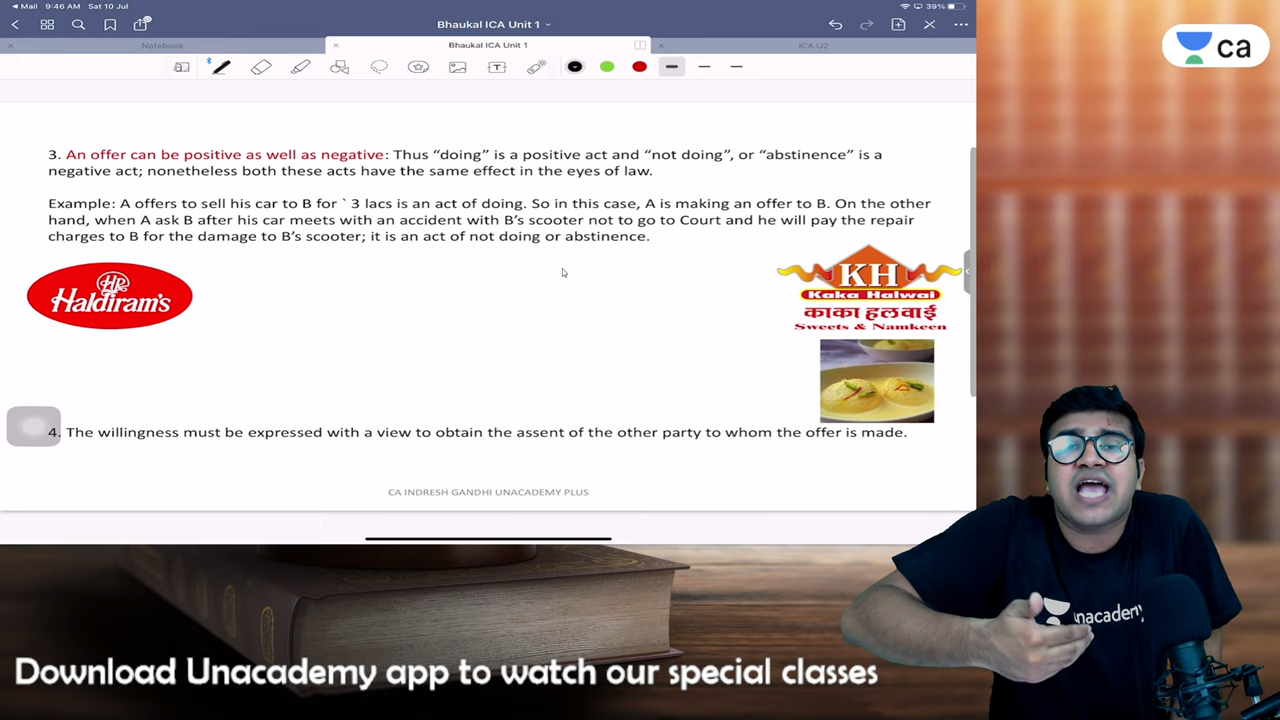 Mail 9:46 AM Sat 10 Jul
39%
Bhaukal ICA Unit 1
Notebook
Bhaukal ICA Unit 1
ICA U2
ca
3. An offer can be positive as well as negative: Thus “doing” is a positive act and “not doing”, or “abstinence” is a
negative act; nonetheless both these acts have the same effect in the eyes of law.
Example: A offers to sell his car to B for ` 3 lacs is an act of doing. So in this case, A is making an offer to B. On the other
hand, when A ask B after his car meets with an accident with B’s scooter not to go to Court and he will pay the repair
charges to B for the damage to B’s scooter; it is an act of not doing or abstinence.
HR
Haldiram's
KH
Kaka Halwai
काका हलवाई
Sweets & Namkeen
4. The willingness must be expressed with a view to obtain the assent of the other party to whom the offer is made.
CA INDRESH GANDHI UNACADEMY PLUS
unacademy
Download Unacademy app to watch our special classes